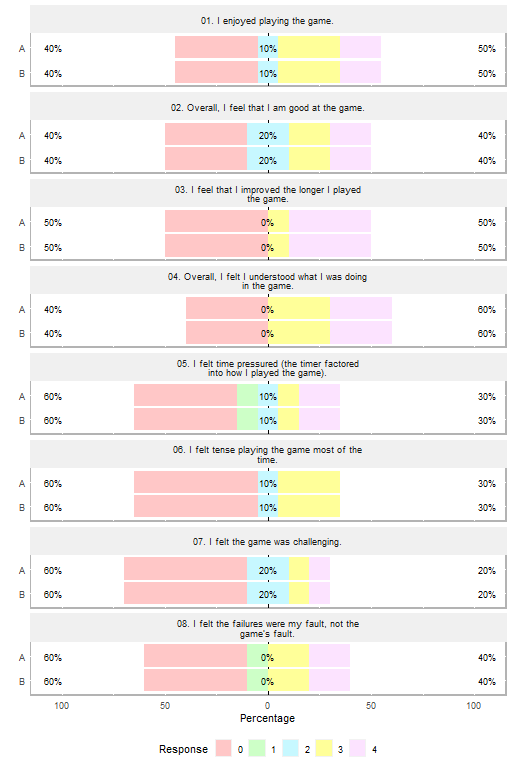 01. I enjoyed playing the game.
A 40% 10% 50%
B 40% 10% 50%
02. Overall, I feel that I am good at the game.
A 40% 20% 40%
B 40% 20% 40%
03. I feel that I improved the longer I played
the game.
A 50% 0% 50%
B 50% 0% 50%
04. Overall, I felt I understood what I was doing
in the game.
A 40% 0% 60%
B 40% 0% 60%
05. I felt time pressured (the timer factored
into how I played the game).
A 60% 10% 30%
B 60% 10% 30%
06. I felt tense playing the game most of the
time.
A 60% 10% 30%
B 60% 10% 30%
07. I felt the game was challenging.
A 60% 20% 20%
B 60% 20% 20%
08. I felt the failures were my fault, not the
game's fault.
A 60% 0% 40%
B 60% 0% 40%
100 50 0 50 100
Percentage
Response 0 1 2 3 4